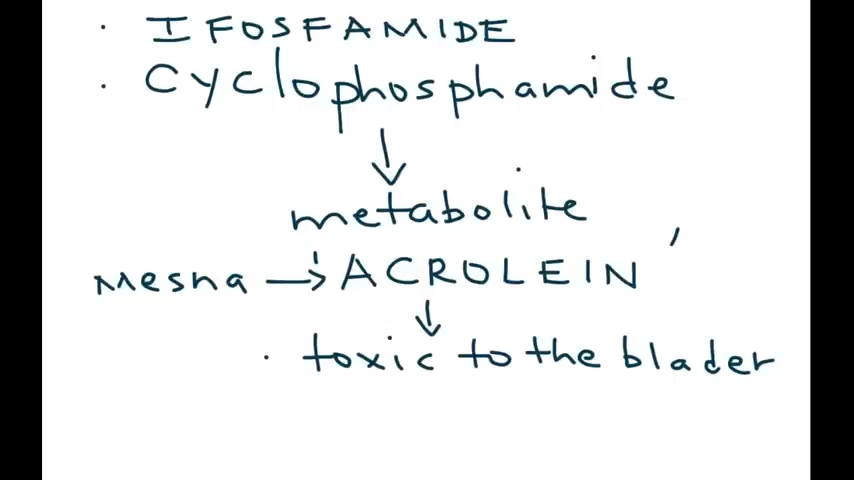 · IFOSFAMIDE
· Cyclophosphamide
↓
metabolite
Mesna → ACROLEIN
↓
toxic to the blader